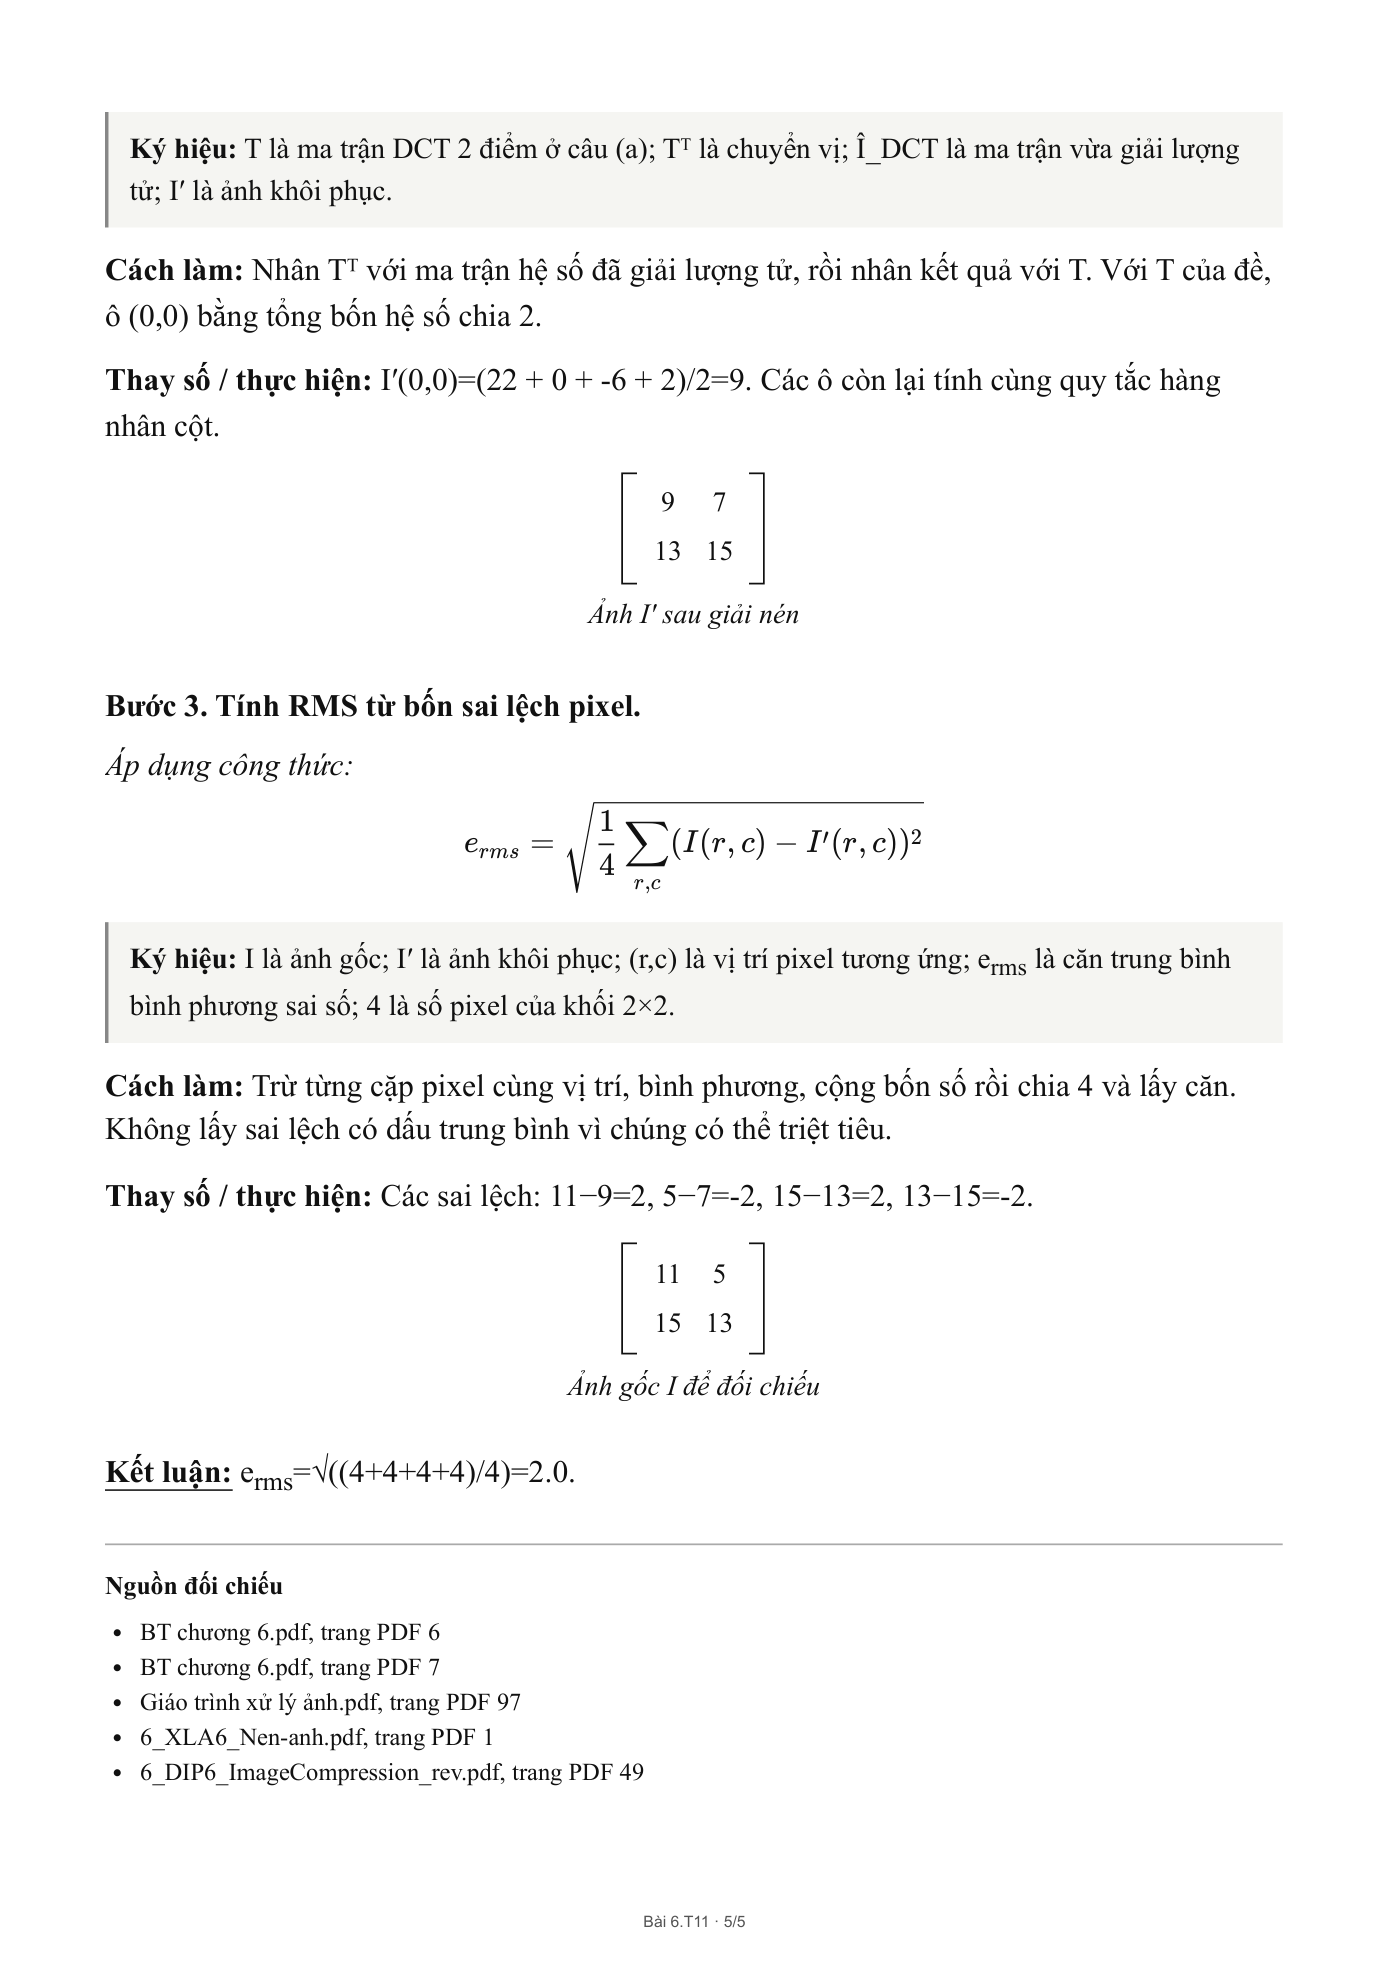 Ký hiệu: T là ma trận DCT 2 điểm ở câu (a); Tᵀ là chuyển vị; Î_DCT là ma trận vừa giải lượng
tử; I′ là ảnh khôi phục.
Cách làm: Nhân Tᵀ với ma trận hệ số đã giải lượng tử, rồi nhân kết quả với T. Với T của đề,
ô (0,0) bằng tổng bốn hệ số chia 2.
Thay số / thực hiện: I′(0,0)=(22 + 0 + -6 + 2)/2=9. Các ô còn lại tính cùng quy tắc hàng
nhân cột.
9 7
13 15
Ảnh I′ sau giải nén
Bước 3. Tính RMS từ bốn sai lệch pixel.
Áp dụng công thức:
e_rms = √(1/4 ∑_{r,c} (I(r, c) − I′(r, c))²)
Ký hiệu: I là ảnh gốc; I′ là ảnh khôi phục; (r,c) là vị trí pixel tương ứng; e_rms là căn trung bình
bình phương sai số; 4 là số pixel của khối 2×2.
Cách làm: Trừ từng cặp pixel cùng vị trí, bình phương, cộng bốn số rồi chia 4 và lấy căn.
Không lấy sai lệch có dấu trung bình vì chúng có thể triệt tiêu.
Thay số / thực hiện: Các sai lệch: 11−9=2, 5−7=-2, 15−13=2, 13−15=-2.
11 5
15 13
Ảnh gốc I để đối chiếu
Kết luận: e_rms=√((4+4+4+4)/4)=2.0.
Nguồn đối chiếu
• BT chương 6.pdf, trang PDF 6
• BT chương 6.pdf, trang PDF 7
• Giáo trình xử lý ảnh.pdf, trang PDF 97
• 6_XLA6_Nen-anh.pdf, trang PDF 1
• 6_DIP6_ImageCompression_rev.pdf, trang PDF 49
Bài 6.T11 · 5/5